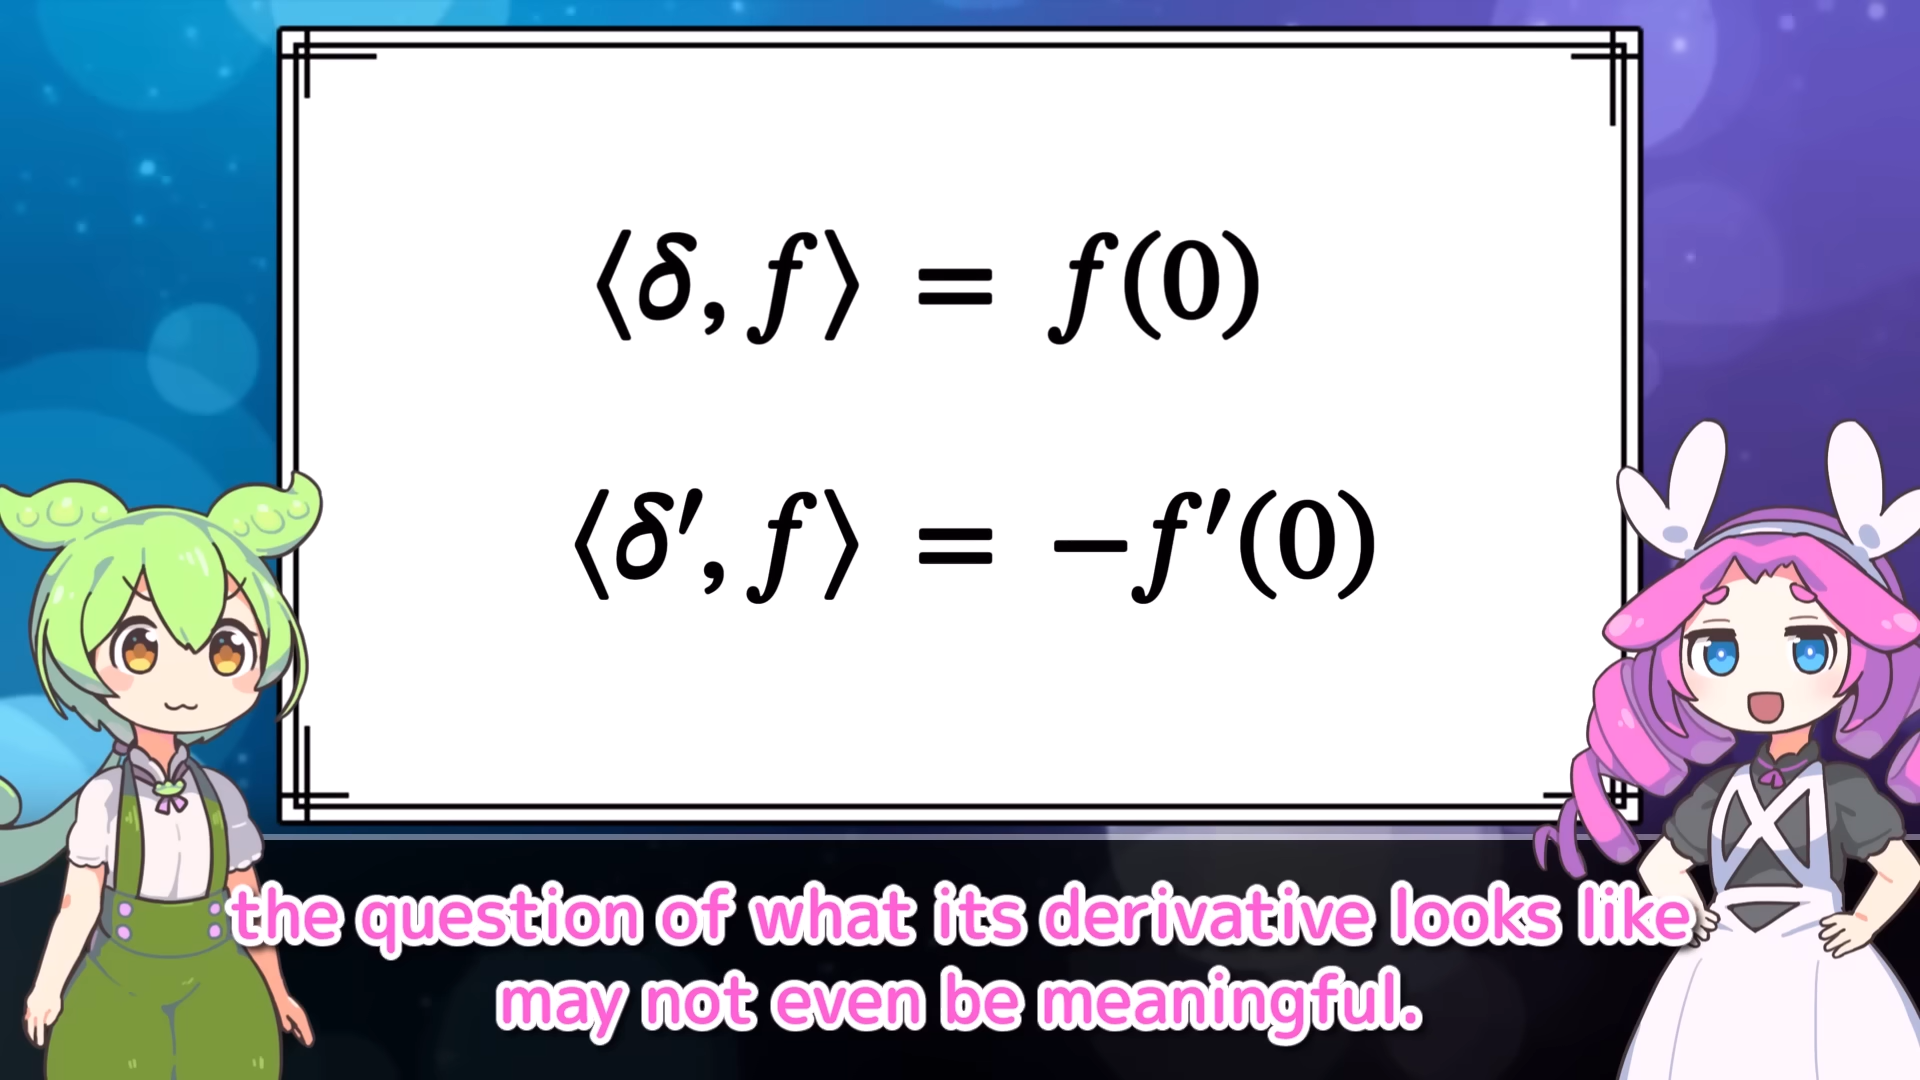 ⟨δ, f⟩ = f(0)
⟨δ′, f⟩ = −f′(0)
the question of what its derivative looks like
may not even be meaningful.